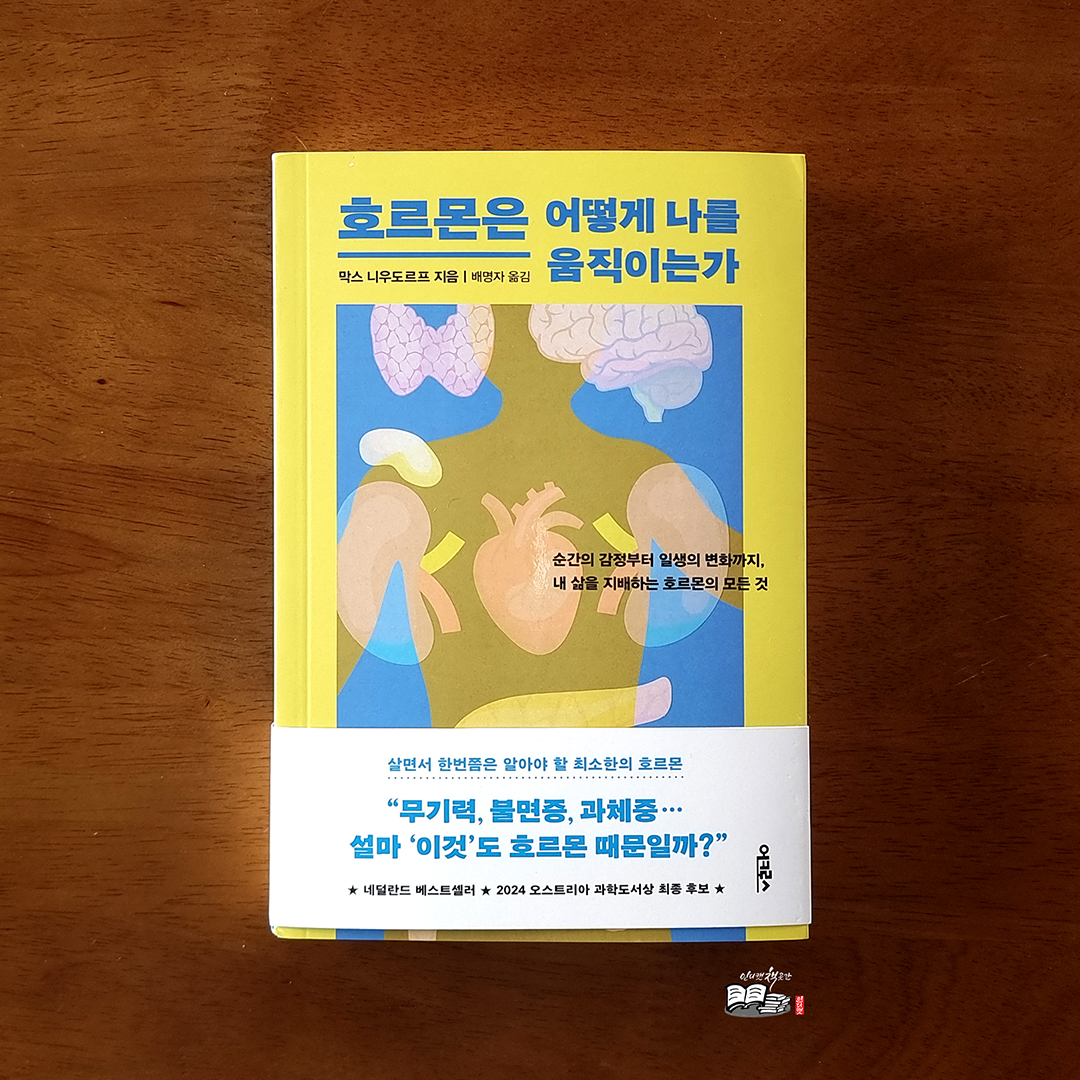 호르몬은 어떻게 나를
움직이는가
막스 니우도르프 지음 | 배명자 옮김
순간의 감정부터 일생의 변화까지,
내 삶을 지배하는 호르몬의 모든 것
살면서 한번쯤은 알아야 할 최소한의 호르몬
“무기력, 불면증, 과체중…
설마 ‘이것’도 호르몬 때문일까?”
★ 네덜란드 베스트셀러 ★ 2024 오스트리아 과학도서상 최종 후보 ★
어크로스
인디캣책곳간